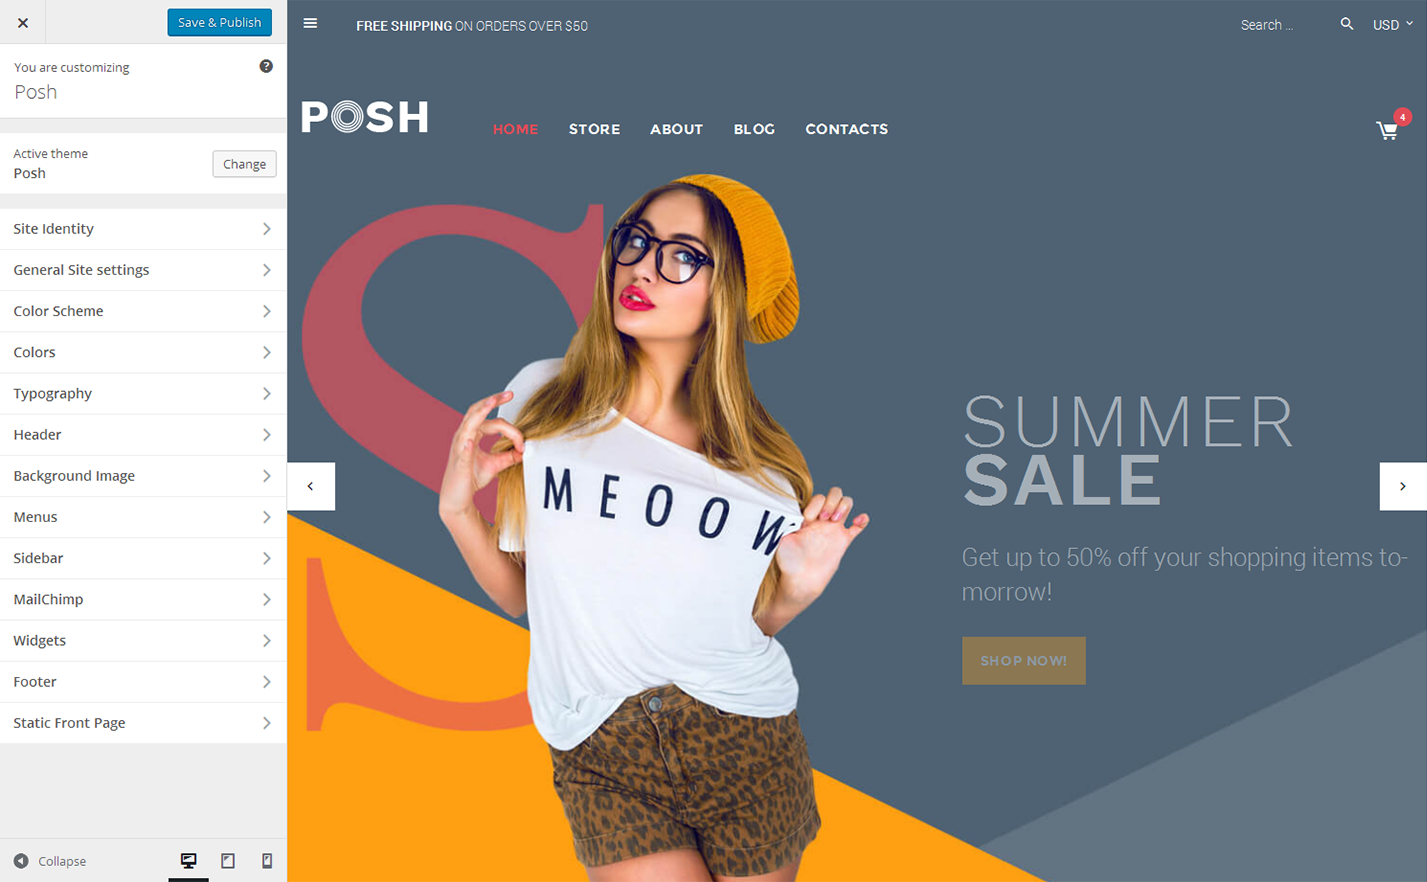 Save & Publish
You are customizing
Posh
Active theme
Posh
Change
Site Identity
General Site settings
Color Scheme
Colors
Typography
Header
Background Image
Menus
Sidebar
MailChimp
Widgets
Footer
Static Front Page
Collapse
FREE SHIPPING ON ORDERS OVER $50
Search ...
USD
POSH
HOME
STORE
ABOUT
BLOG
CONTACTS
4
S
MEOOW
SUMMER
SALE
Get up to 50% off your shopping items to-
morrow!
SHOP NOW!